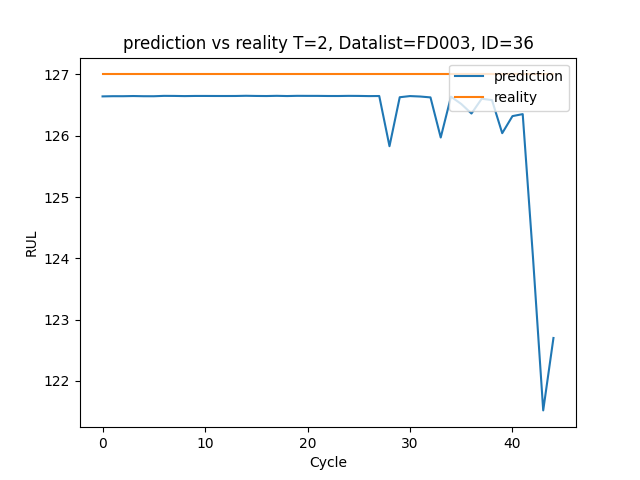 prediction vs reality T=2, Datalist=FD003, ID=36
prediction
reality
127
126
125
124
123
122
RUL
0 10 20 30 40
Cycle